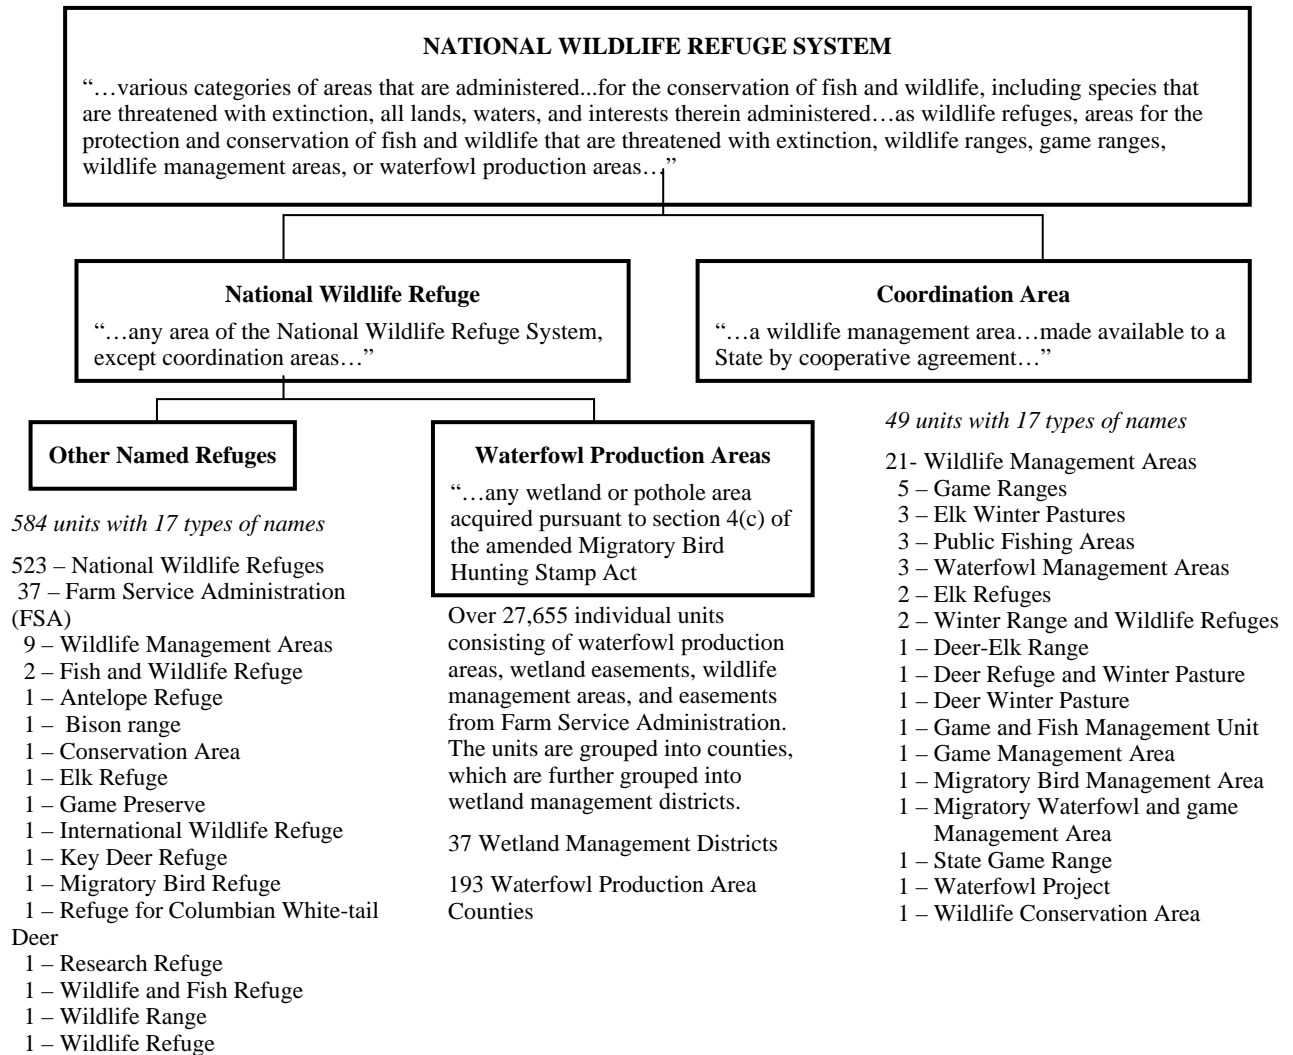 NATIONAL WILDLIFE REFUGE SYSTEM
“…various categories of areas that are administered...for the conservation of fish and wildlife, including species that
are threatened with extinction, all lands, waters, and interests therein administered…as wildlife refuges, areas for the
protection and conservation of fish and wildlife that are threatened with extinction, wildlife ranges, game ranges,
wildlife management areas, or waterfowl production areas…”
National Wildlife Refuge
“…any area of the National Wildlife Refuge System,
except coordination areas…”
Coordination Area
“…a wildlife management area…made available to a
State by cooperative agreement…”
Other Named Refuges
584 units with 17 types of names
523 – National Wildlife Refuges
37 – Farm Service Administration
(FSA)
9 – Wildlife Management Areas
2 – Fish and Wildlife Refuge
1 – Antelope Refuge
1 – Bison range
1 – Conservation Area
1 – Elk Refuge
1 – Game Preserve
1 – International Wildlife Refuge
1 – Key Deer Refuge
1 – Migratory Bird Refuge
1 – Refuge for Columbian White-tail
Deer
1 – Research Refuge
1 – Wildlife and Fish Refuge
1 – Wildlife Range
1 – Wildlife Refuge
Waterfowl Production Areas
“…any wetland or pothole area
acquired pursuant to section 4(c) of
the amended Migratory Bird
Hunting Stamp Act
Over 27,655 individual units
consisting of waterfowl production
areas, wetland easements, wildlife
management areas, and easements
from Farm Service Administration.
The units are grouped into counties,
which are further grouped into
wetland management districts.
37 Wetland Management Districts
193 Waterfowl Production Area
Counties
49 units with 17 types of names
21- Wildlife Management Areas
5 – Game Ranges
3 – Elk Winter Pastures
3 – Public Fishing Areas
3 – Waterfowl Management Areas
2 – Elk Refuges
2 – Winter Range and Wildlife Refuges
1 – Deer-Elk Range
1 – Deer Refuge and Winter Pasture
1 – Deer Winter Pasture
1 – Game and Fish Management Unit
1 – Game Management Area
1 – Migratory Bird Management Area
1 – Migratory Waterfowl and game
Management Area
1 – State Game Range
1 – Waterfowl Project
1 – Wildlife Conservation Area